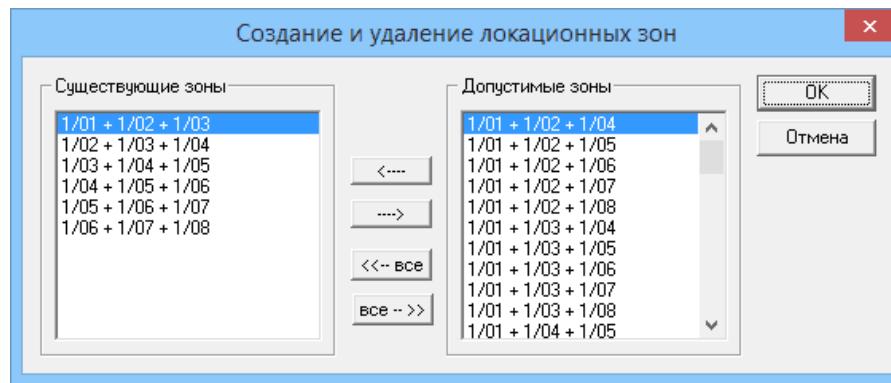 Создание и удаление локационных зон
Существующие зоны
1/01 + 1/02 + 1/03
1/02 + 1/03 + 1/04
1/03 + 1/04 + 1/05
1/04 + 1/05 + 1/06
1/05 + 1/06 + 1/07
1/06 + 1/07 + 1/08
<----
---->
<<-- все
все -- >>
Допустимые зоны
1/01 + 1/02 + 1/04
1/01 + 1/02 + 1/05
1/01 + 1/02 + 1/06
1/01 + 1/02 + 1/07
1/01 + 1/02 + 1/08
1/01 + 1/03 + 1/04
1/01 + 1/03 + 1/05
1/01 + 1/03 + 1/06
1/01 + 1/03 + 1/07
1/01 + 1/03 + 1/08
1/01 + 1/04 + 1/05
OK
Отмена